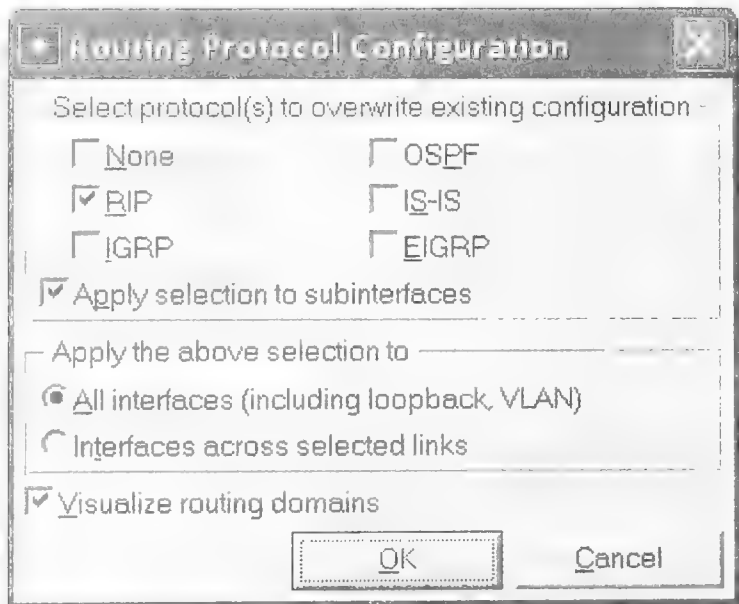 Routing Protocol Configuration
Select protocol(s) to overwrite existing configuration
None
OSPF
RIP
IS-IS
IGRP
EIGRP
Apply selection to subinterfaces
Apply the above selection to
All interfaces (including loopback, VLAN)
Interfaces across selected links
Visualize routing domains
OK
Cancel